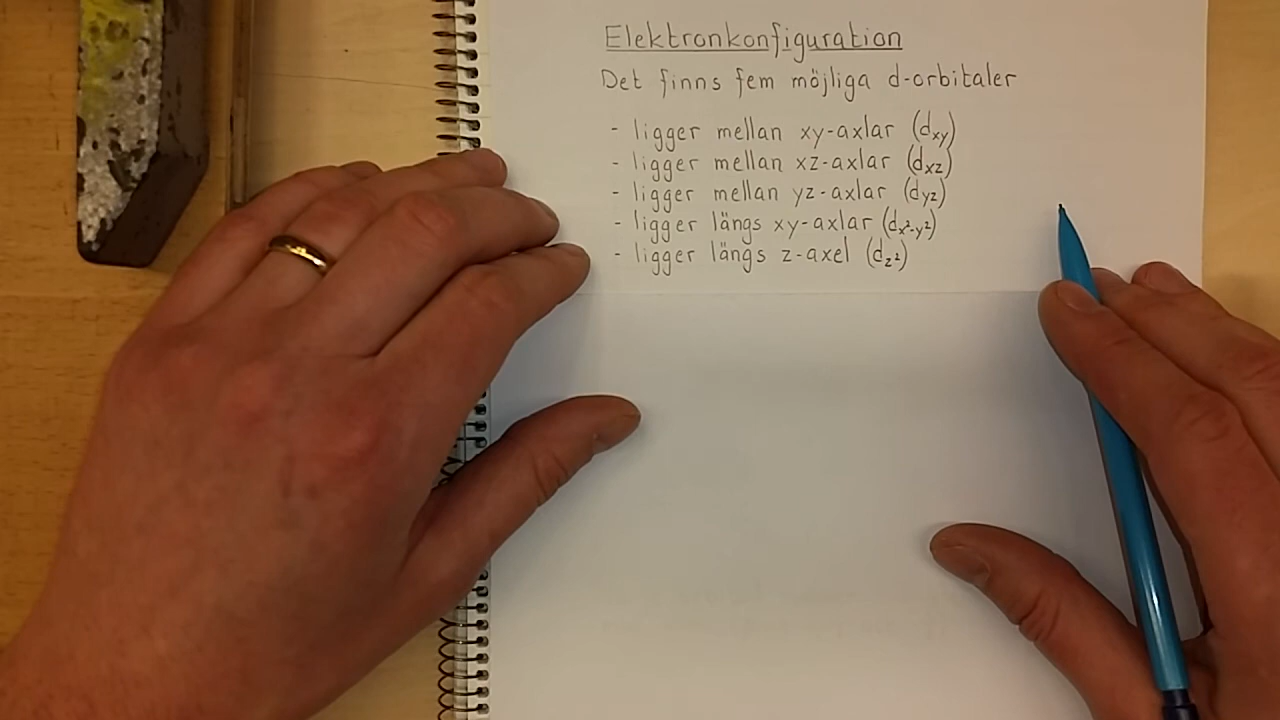 Elektronkonfiguration
Det finns fem möjliga d-orbitaler
- ligger mellan xy-axlar (dxy)
- ligger mellan xz-axlar (dxz)
- ligger mellan yz-axlar (dyz)
- ligger längs xy-axlar (dx²-y²)
- ligger längs z-axel (dz²)